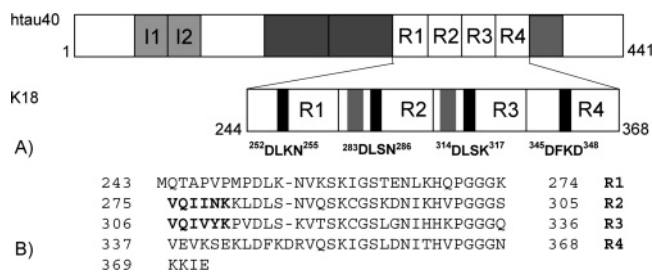 htau40
1 I1 I2 R1 R2 R3 R4 441
K18
244 R1 R2 R3 R4 368
252DLKN255 283DLSN286 314DLSK317 345DFKD348
A)
243 MQTAPVPMPDLK-NVKSKIGSTENLKHQPGGGK 274 R1
275 VQIINKKLDLS-NVQSKCGSKDNIKHVPGGGS 305 R2
306 VQIVYKPVDLS-KVTSKCGSLGNIHHKPGGGQ 336 R3
337 VEVKSEKLDFKDRVQSKIGSLDNITHVPGGGN 368 R4
B) 369 KKIE